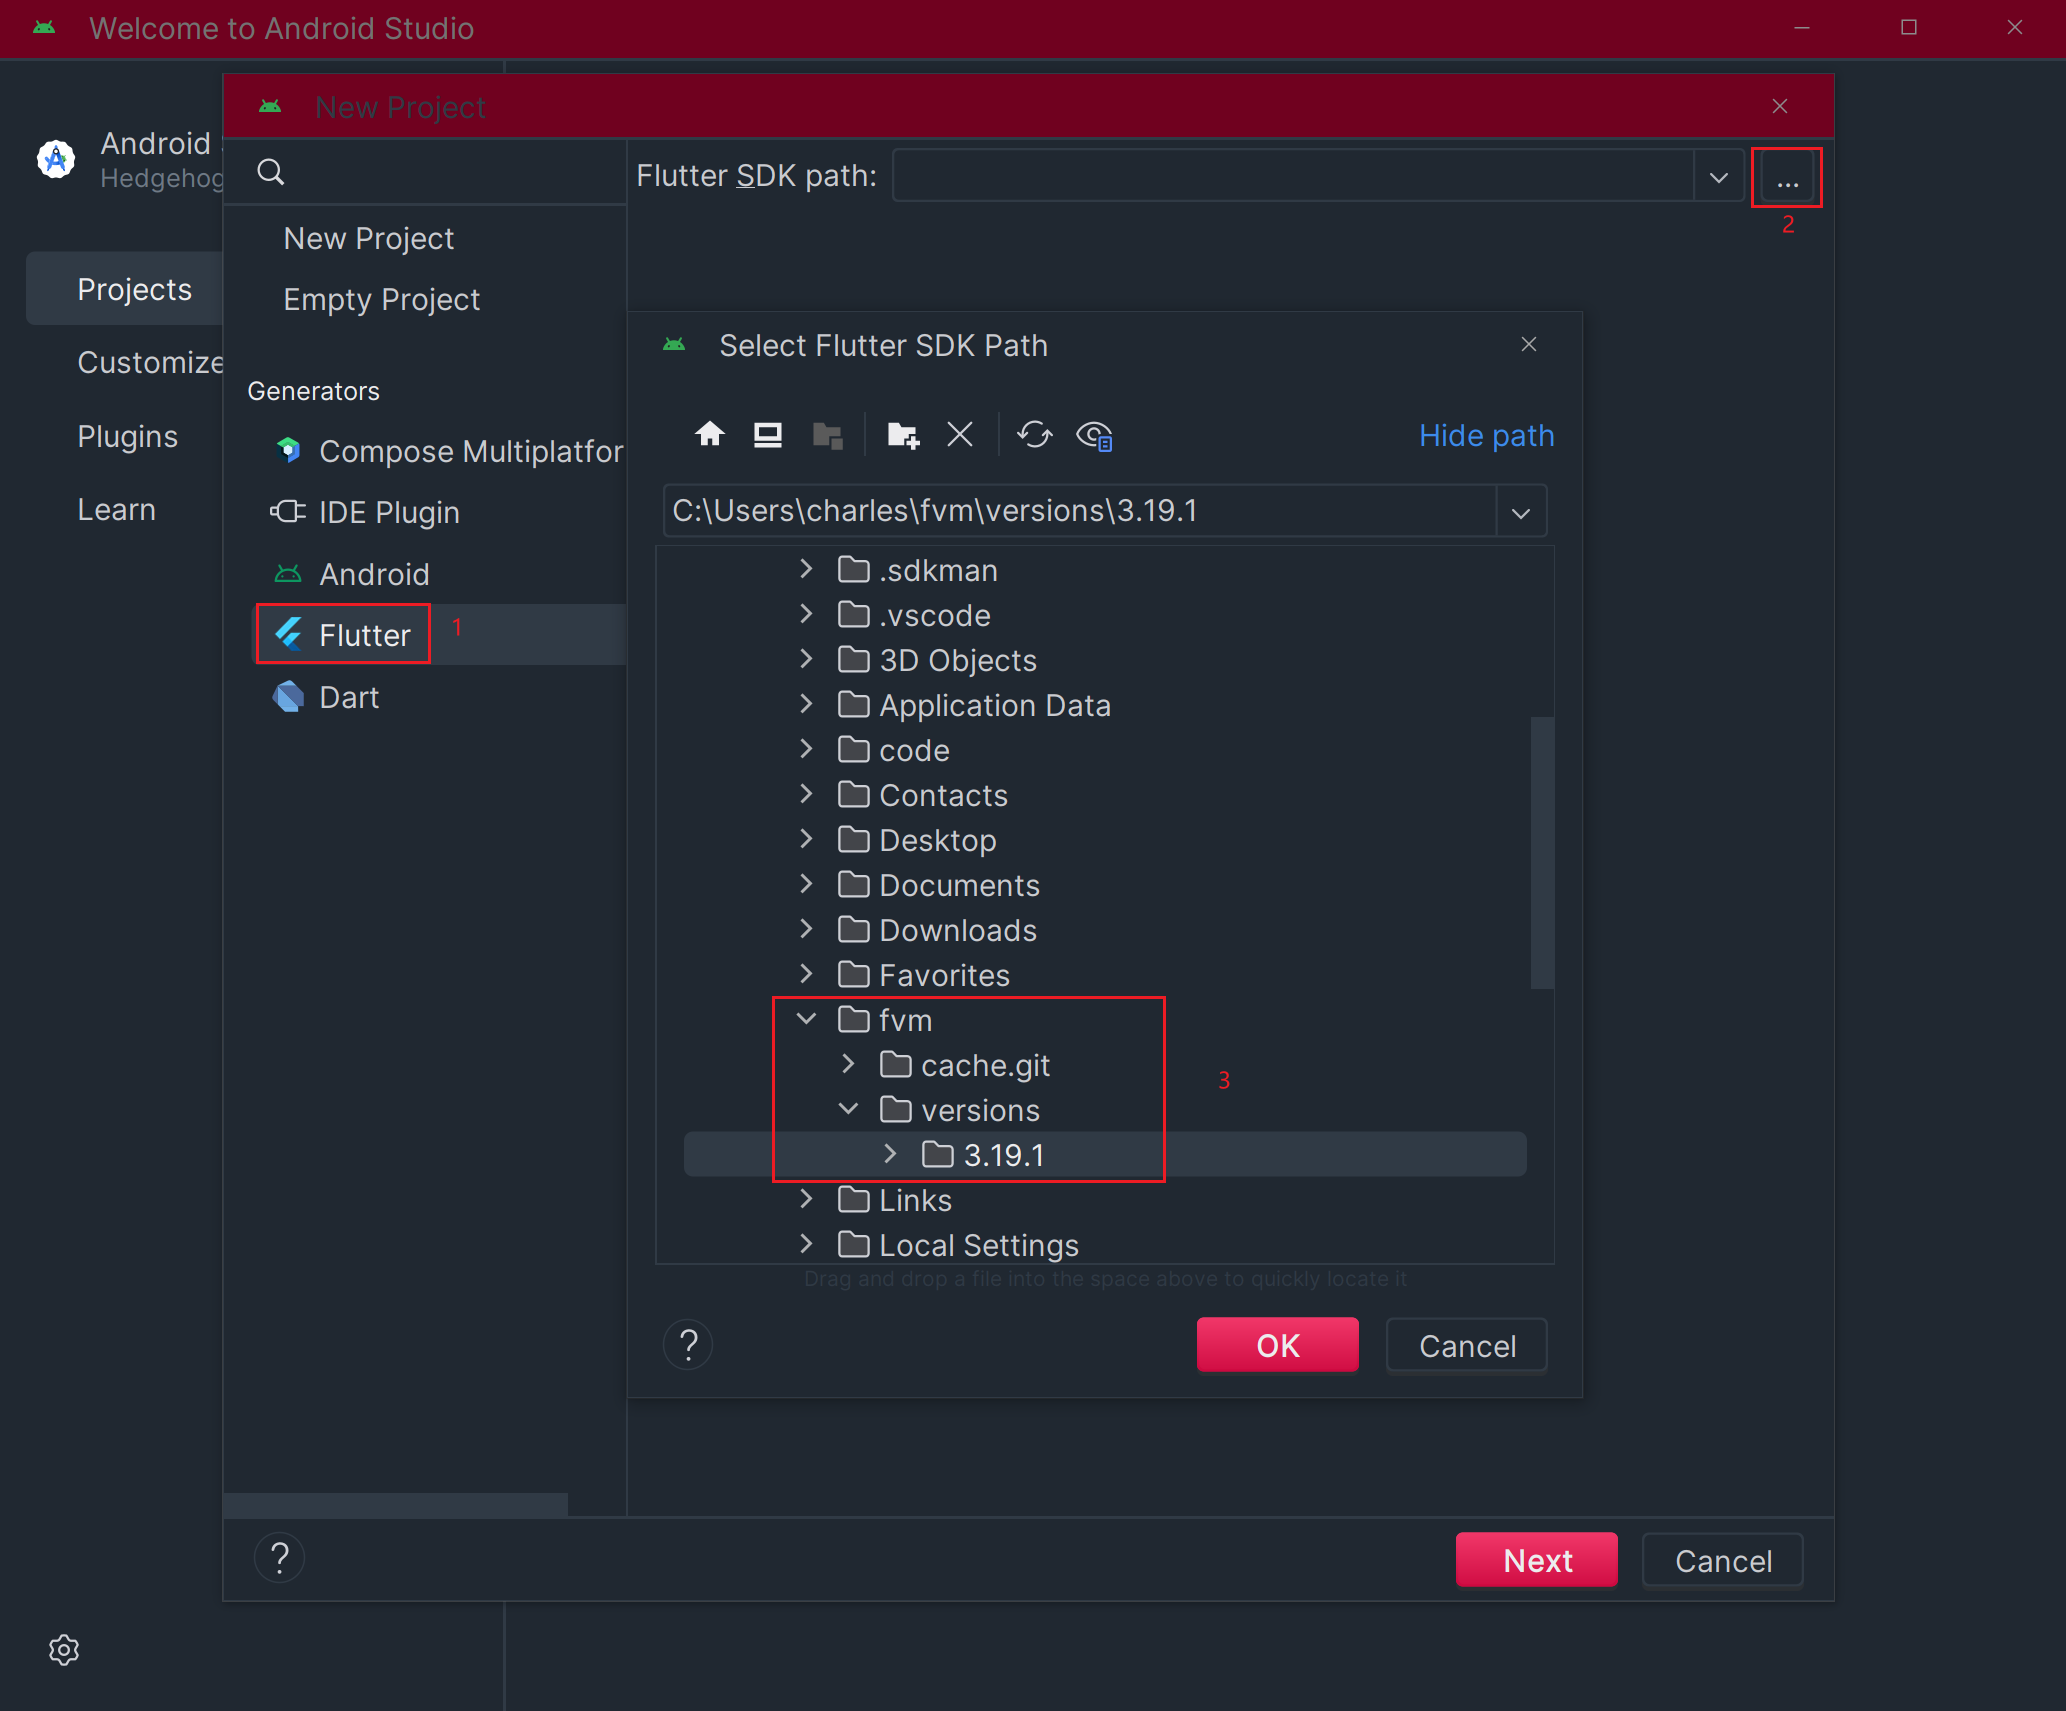 Welcome to Android Studio
New Project
Android
Hedgehog
Projects
Customize
Plugins
Learn
New Project
Empty Project
Generators
Compose Multiplatfor
IDE Plugin
Android
Flutter
1
Dart
Flutter SDK path:
...
2
Select Flutter SDK Path
Hide path
C:\Users\charles\fvm\versions\3.19.1
.sdkman
.vscode
3D Objects
Application Data
code
Contacts
Desktop
Documents
Downloads
Favorites
fvm
cache.git
3
versions
3.19.1
Links
Local Settings
Drag and drop a file into the space above to quickly locate it
?
OK
Cancel
?
Next
Cancel